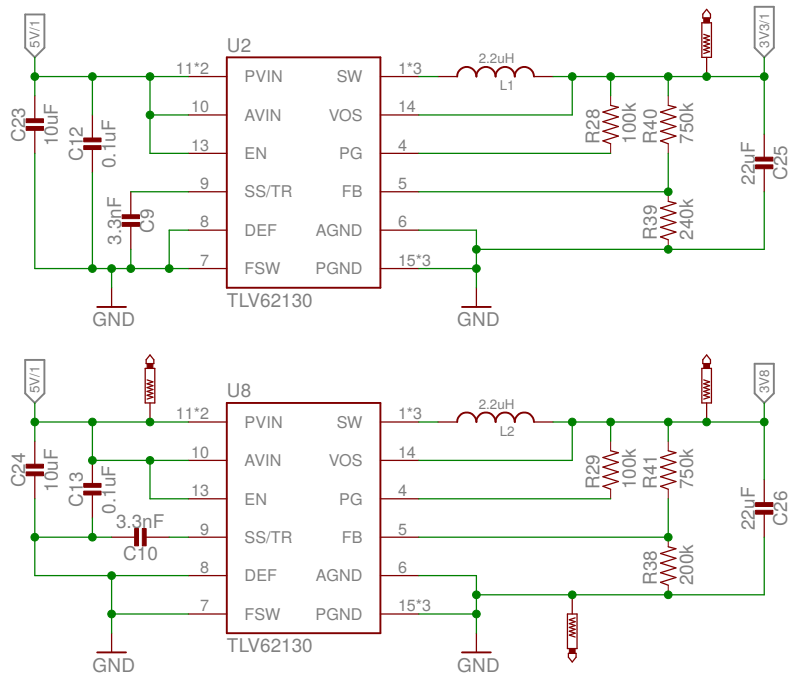 5V/1
3V3/1
U2
2.2uH
L1
11*2 PVIN SW 1*3
10 AVIN VOS 14
13 EN PG 4
9 SS/TR FB 5
8 DEF AGND 6
7 FSW PGND 15*3
TLV62130
C23
10uF
C12
0.1uF
3.3nF
C9
R28
100k
R40
750k
R39
240k
22uF
C25
GND
GND
5V/1
3V8
U8
2.2uH
L2
11*2 PVIN SW 1*3
10 AVIN VOS 14
13 EN PG 4
9 SS/TR FB 5
8 DEF AGND 6
7 FSW PGND 15*3
TLV62130
C24
10uF
C13
0.1uF
3.3nF
C10
R29
100k
R41
750k
R38
200k
22uF
C26
GND
GND